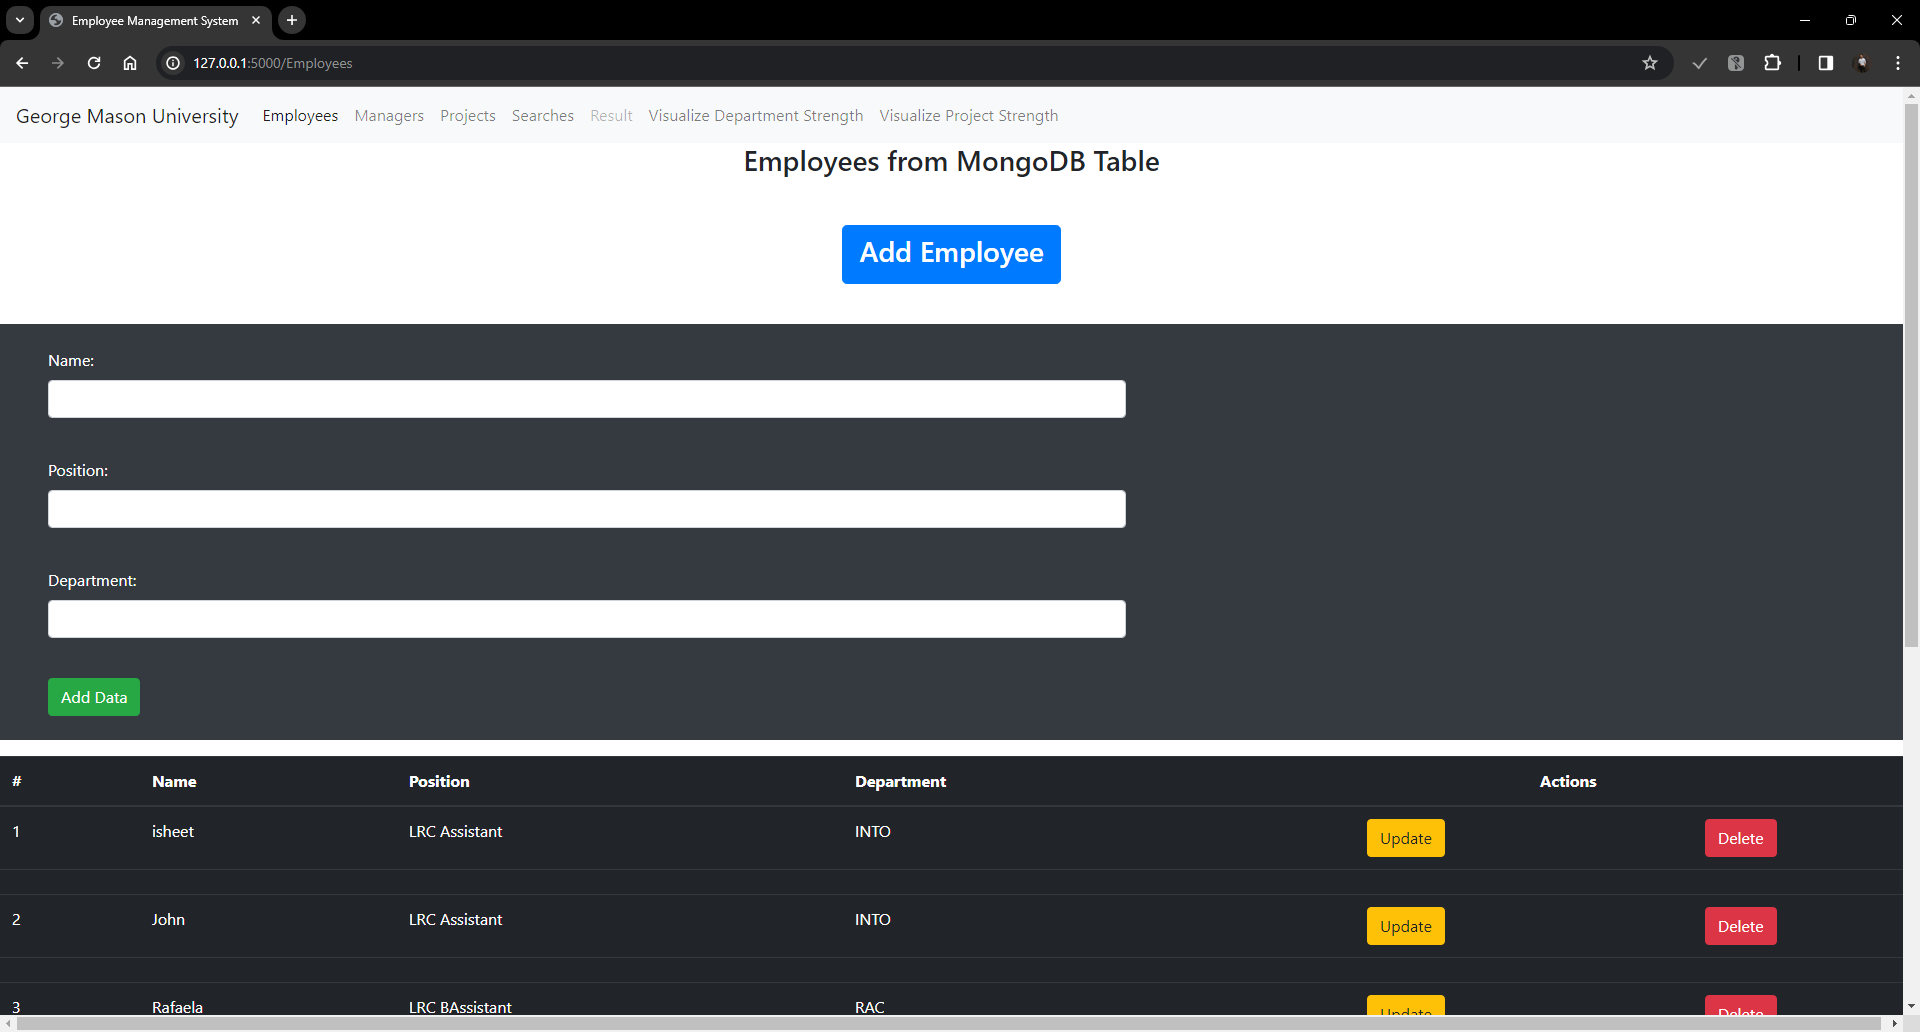 Employee Management System
127.0.0.1:5000/Employees
George Mason University Employees Managers Projects Searches Result Visualize Department Strength Visualize Project Strength
Employees from MongoDB Table
Add Employee
Name:
Position:
Department:
Add Data
# Name Position Department Actions
1 isheet LRC Assistant INTO Update Delete
2 John LRC Assistant INTO Update Delete
3 Rafaela LRC BAssistant RAC Update Delete